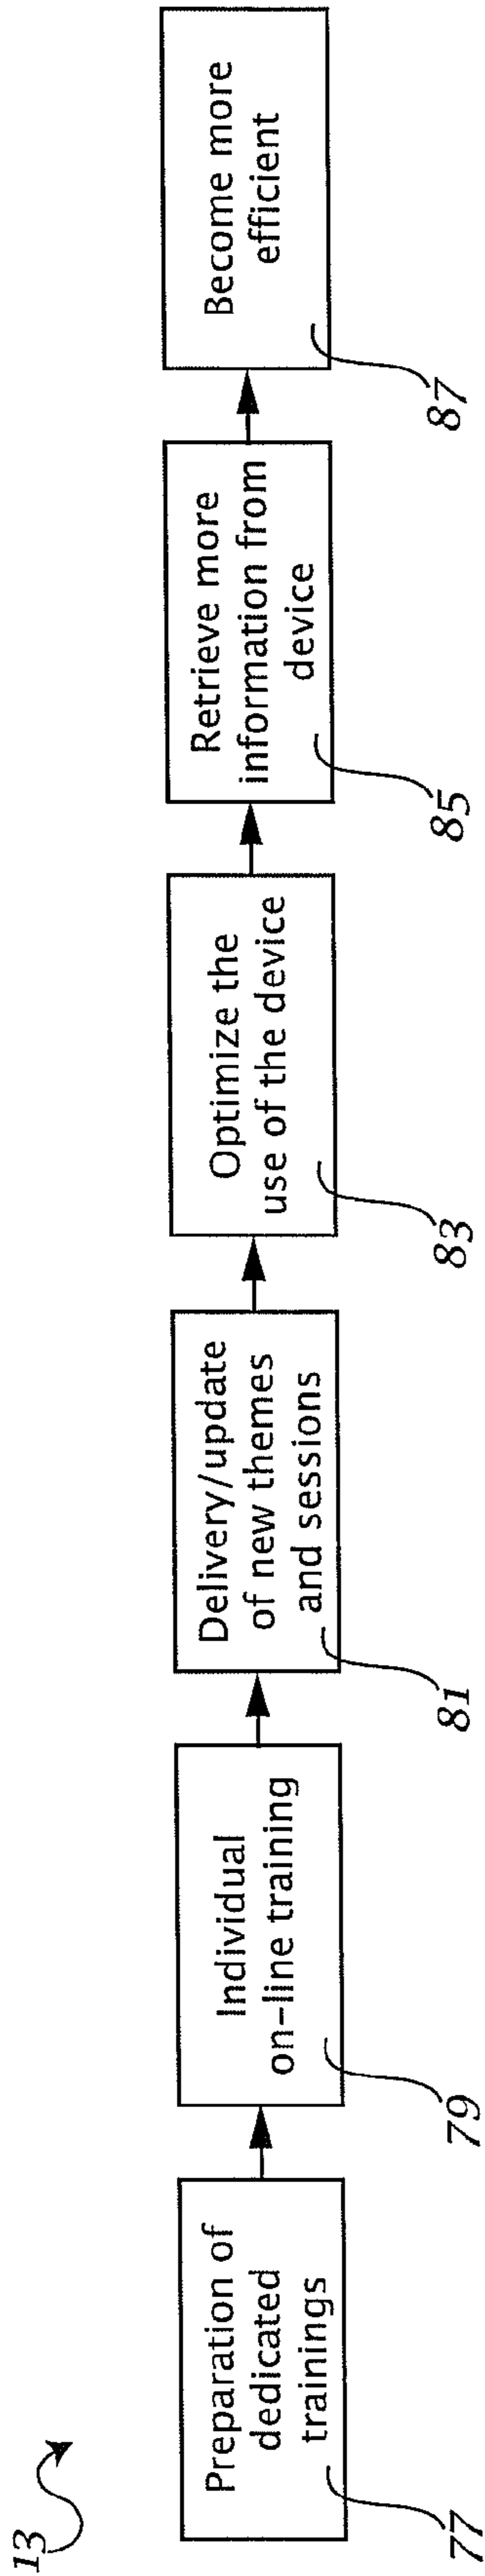 13
Preparation of
dedicated
trainings
77
Individual
on-line training
79
Delivery/update
of new themes
and sessions
81
Optimize the
use of the device
83
Retrieve more
information from
device
85
Become more
efficient
87